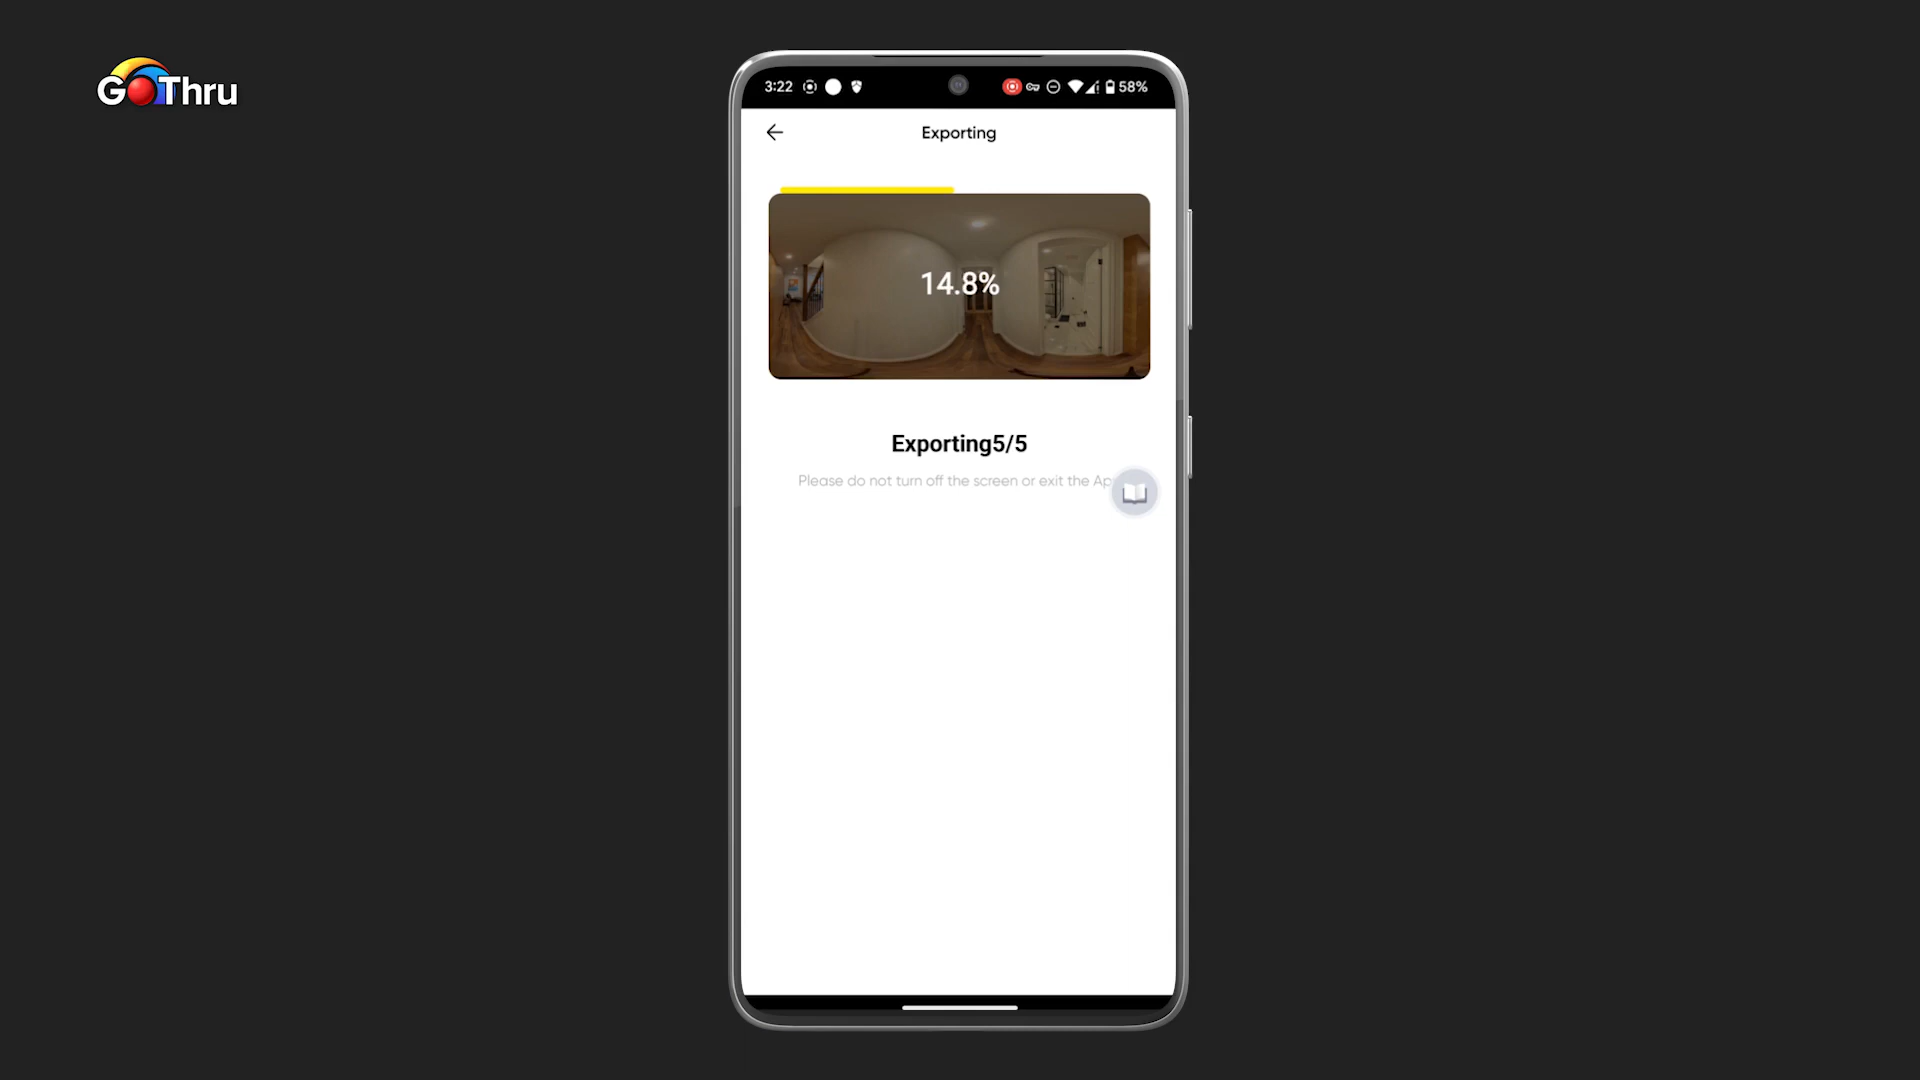 GoThru
3:22
58%
Exporting
14.8%
Exporting5/5
Please do not turn off the screen or exit the